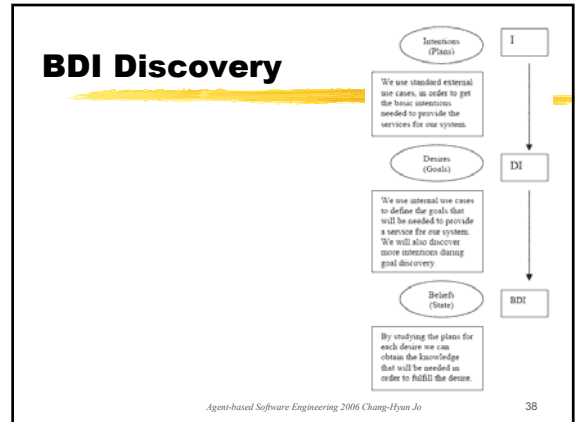 BDI Discovery
Intentions
(Plans)
I
We use standard external
use cases, in order to get
the basic intentions
needed to provide the
services for our system.
Desires
(Goals)
DI
We use internal use cases
to define the goals that
will be needed to provide
a service for our system.
We will also discover
more intentions during
goal discovery.
Beliefs
(State)
BDI
By studying the plans for
each desire we can
obtain the knowledge
that will be needed in
order to fulfill the desire.
Agent-based Software Engineering 2006 Chang-Hyun Jo
38